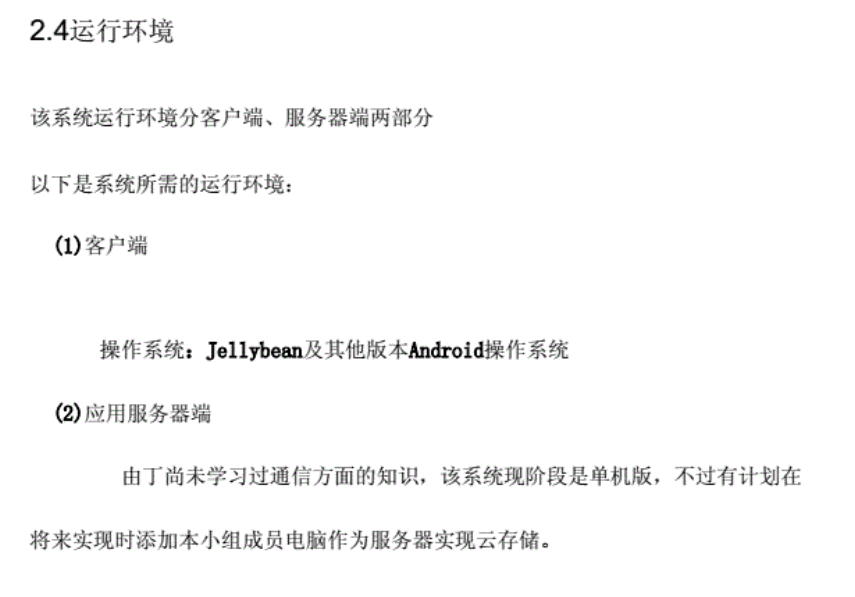 2.4运行环境
该系统运行环境分客户端、服务器端两部分
以下是系统所需的运行环境：
(1)客户端
操作系统：Jellybean及其他版本Android操作系统
(2)应用服务器端
由丁尚未学习过通信方面的知识，该系统现阶段是单机版，不过有计划在
将来实现时添加本小组成员电脑作为服务器实现云存储。